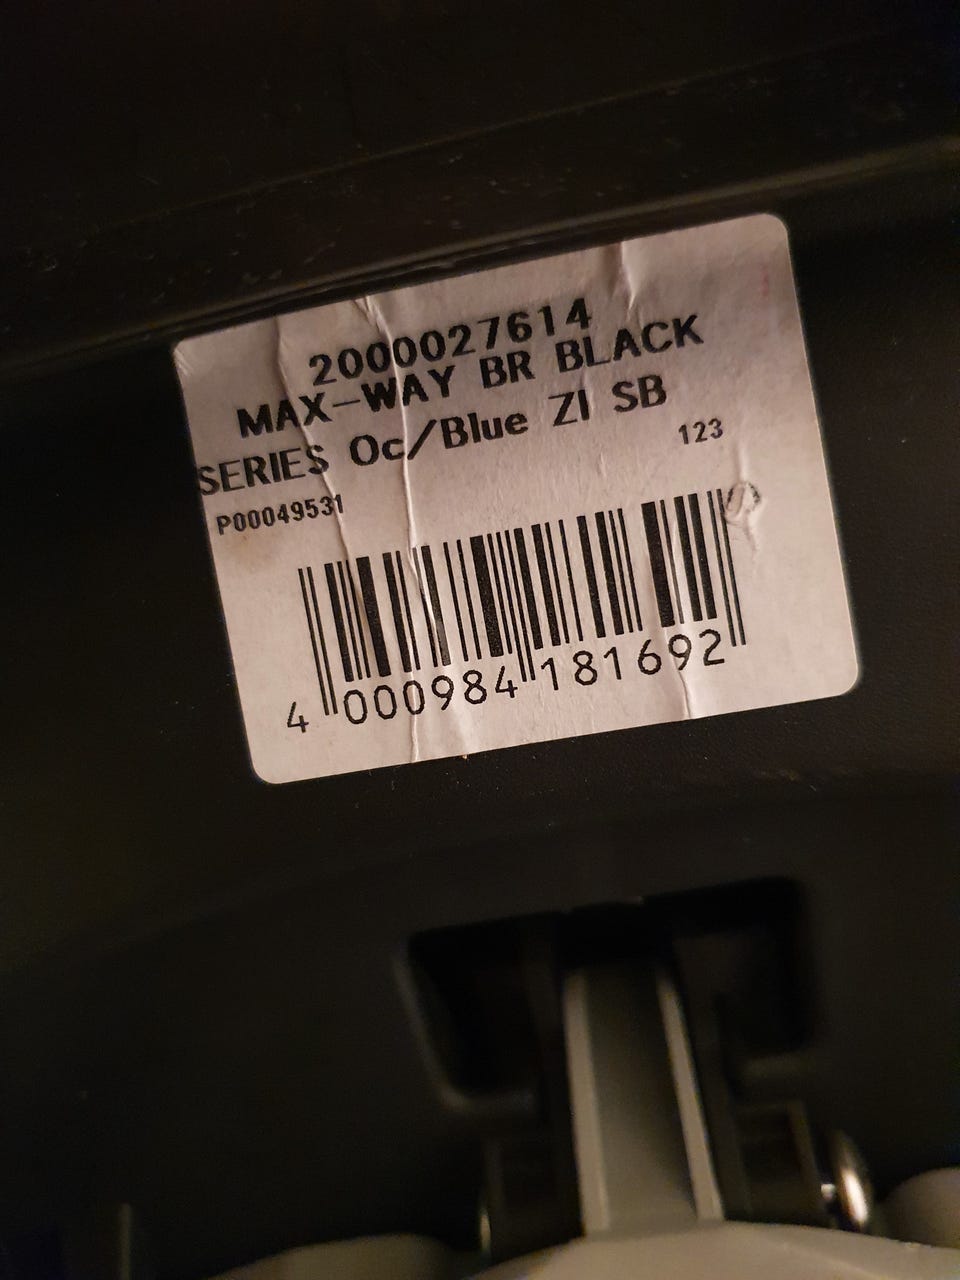 2000027614
MAX-WAY BR BLACK
SERIES Oc/Blue ZI SB
123
P00049531
4 000984 181692